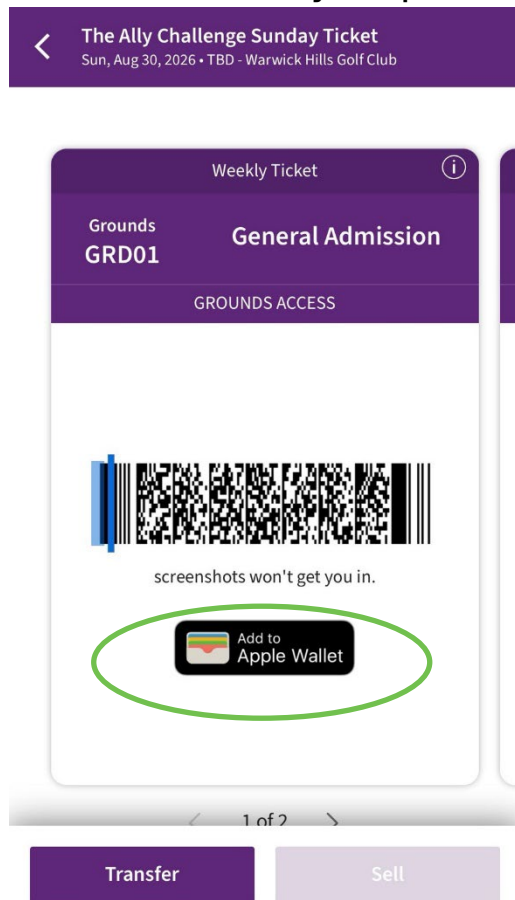 The Ally Challenge Sunday Ticket
Sun, Aug 30, 2026 • TBD - Warwick Hills Golf Club
Weekly Ticket
Grounds
GRD01
General Admission
GROUNDS ACCESS
screenshots won't get you in.
Add to
Apple Wallet
1 of 2
Transfer
Sell